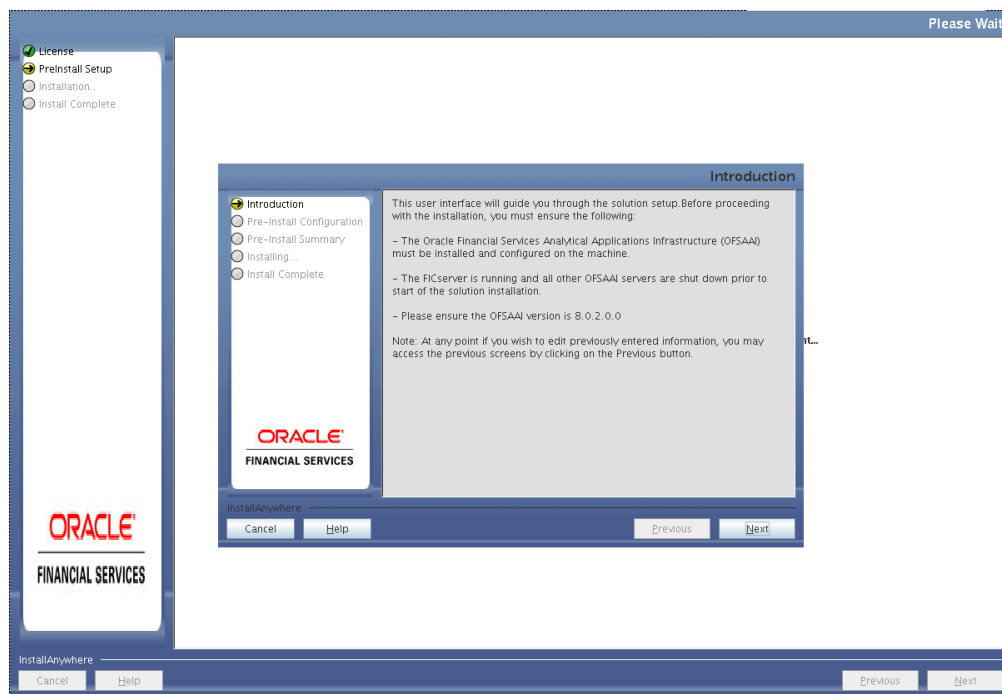 Please Wait
License
PreInstall Setup
Installation..
Install Complete
Introduction
Introduction
Pre-Install Configuration
Pre-Install Summary
Installing...
Install Complete
This user interface will guide you through the solution setup.Before proceeding
with the installation, you must ensure the following:
- The Oracle Financial Services Analytical Applications Infrastructure (OFSAAI)
must be installed and configured on the machine.
- The FICserver is running and all other OFSAAI servers are shut down prior to
start of the solution installation.
- Please ensure the OFSAAI version is 8.0.2.0.0
Note: At any point if you wish to edit previously entered information, you may
access the previous screens by clicking on the Previous button.
ORACLE'
FINANCIAL SERVICES
InstallAnywhere
Cancel
Help
Previous
Next
ORACLE'
FINANCIAL SERVICES
InstallAnywhere
Cancel
Help
Previous
Next